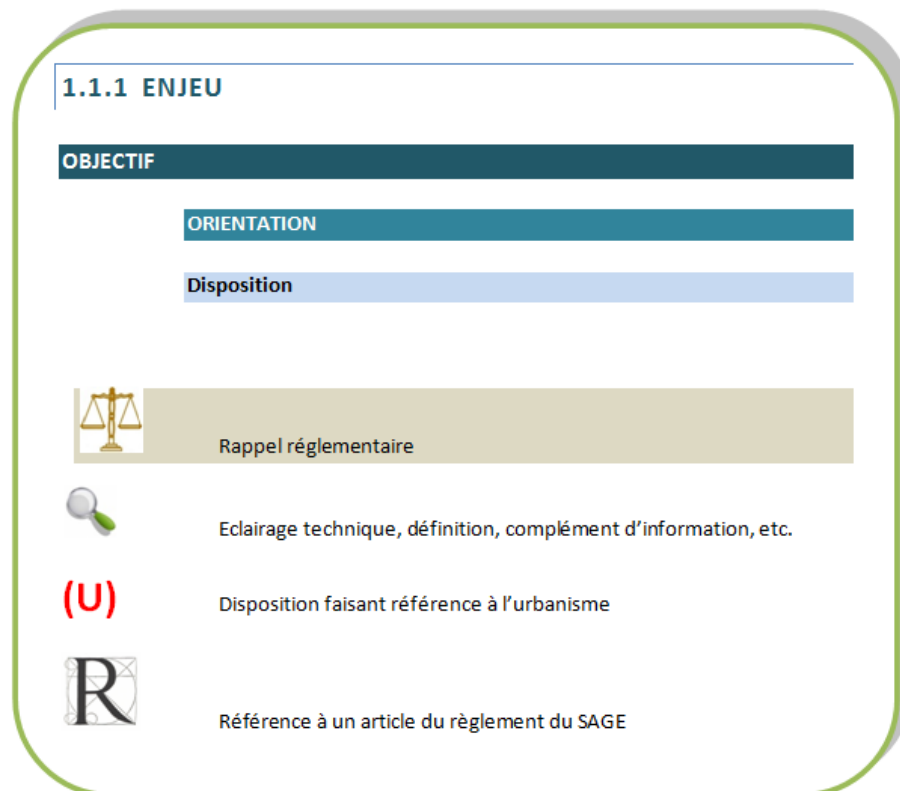 1.1.1 ENJEU
OBJECTIF
ORIENTATION
Disposition
Rappel réglementaire
Eclairage technique, définition, complément d'information, etc.
(U)
Disposition faisant référence à l'urbanisme
R
Référence à un article du règlement du SAGE